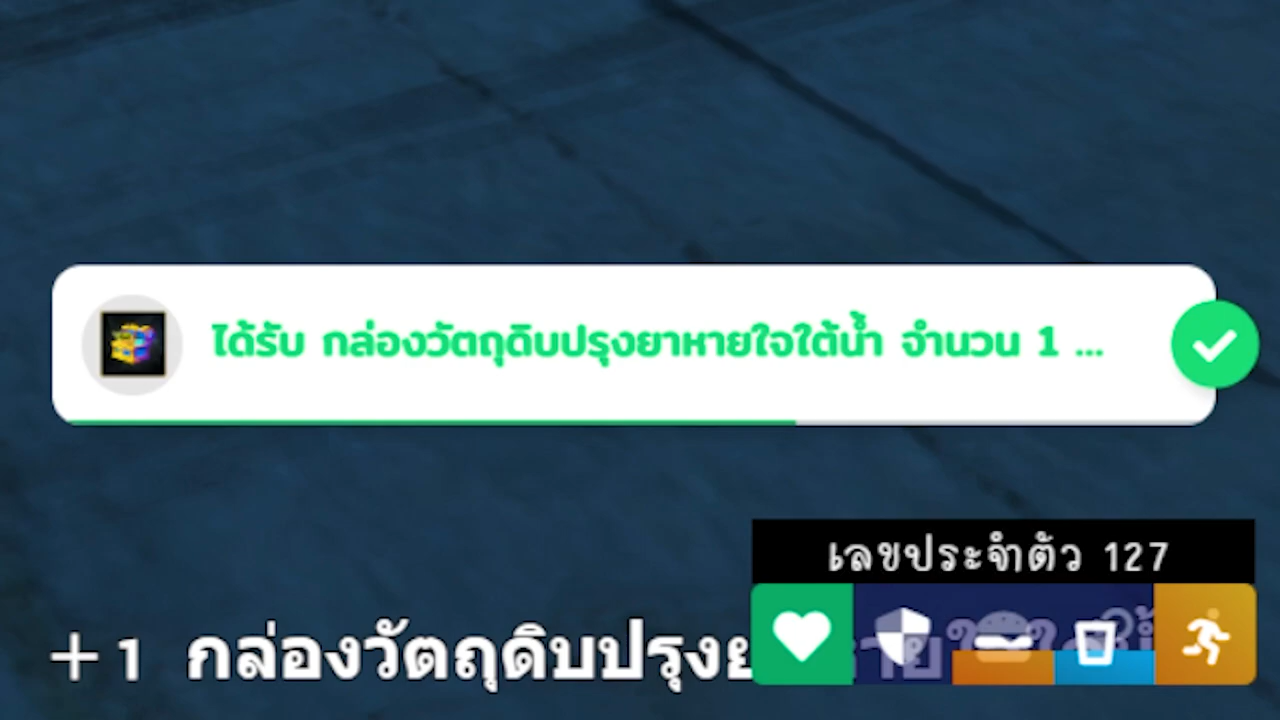 ได้รับ กล่องวัตถุดิบปรุงยาหายใจใต้น้ำ จำนวน 1 ...
เลขประจำตัว 127
+1 กล่องวัตถุดิบปรุงย